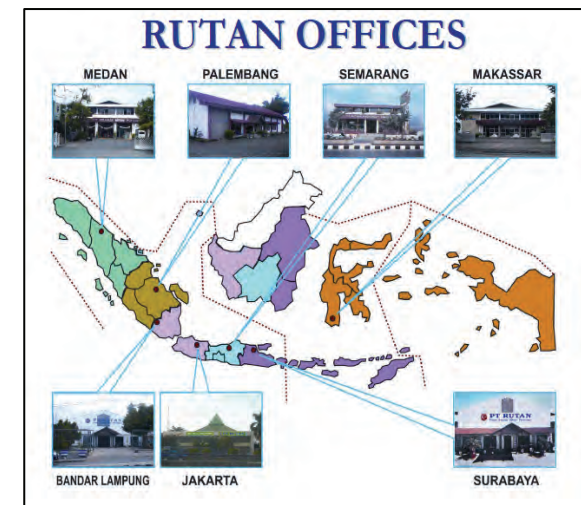 RUTAN OFFICES
MEDAN
PALEMBANG
SEMARANG
MAKASSAR
PT RUTAN
BANDAR LAMPUNG
JAKARTA
SURABAYA